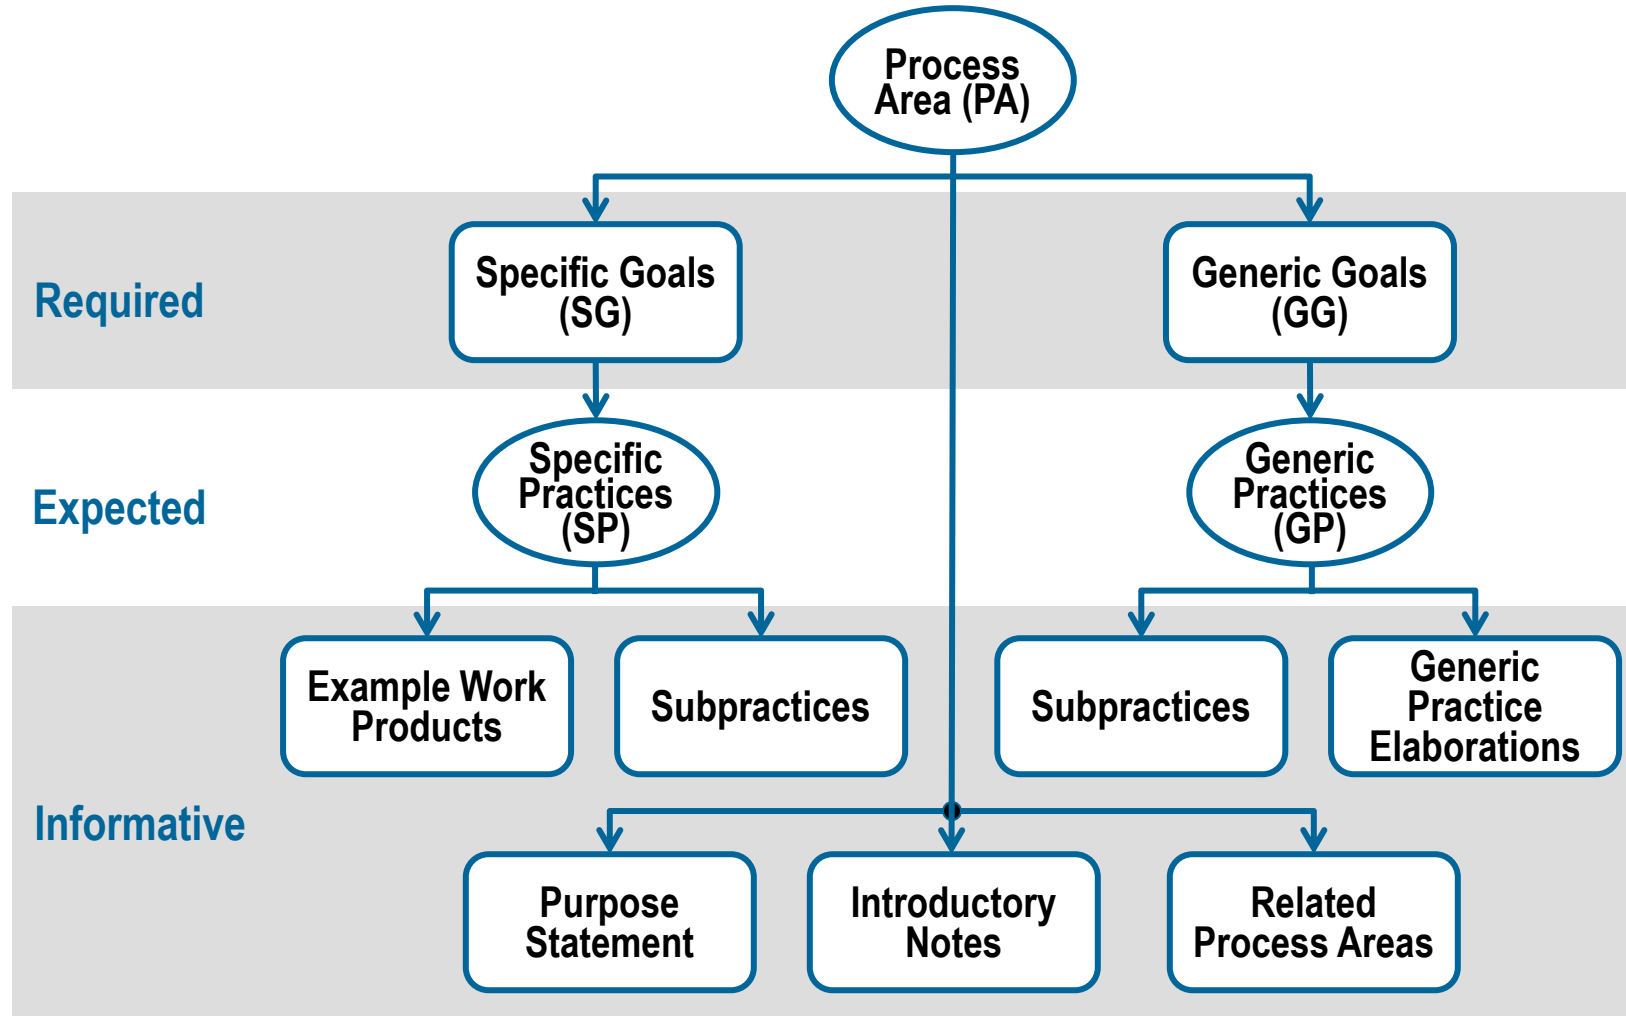 Process
Area (PA)
Required
Specific Goals
(SG)
Generic Goals
(GG)
Expected
Specific
Practices
(SP)
Generic
Practices
(GP)
Informative
Example Work
Products
Subpractices
Subpractices
Generic
Practice
Elaborations
Purpose
Statement
Introductory
Notes
Related
Process Areas